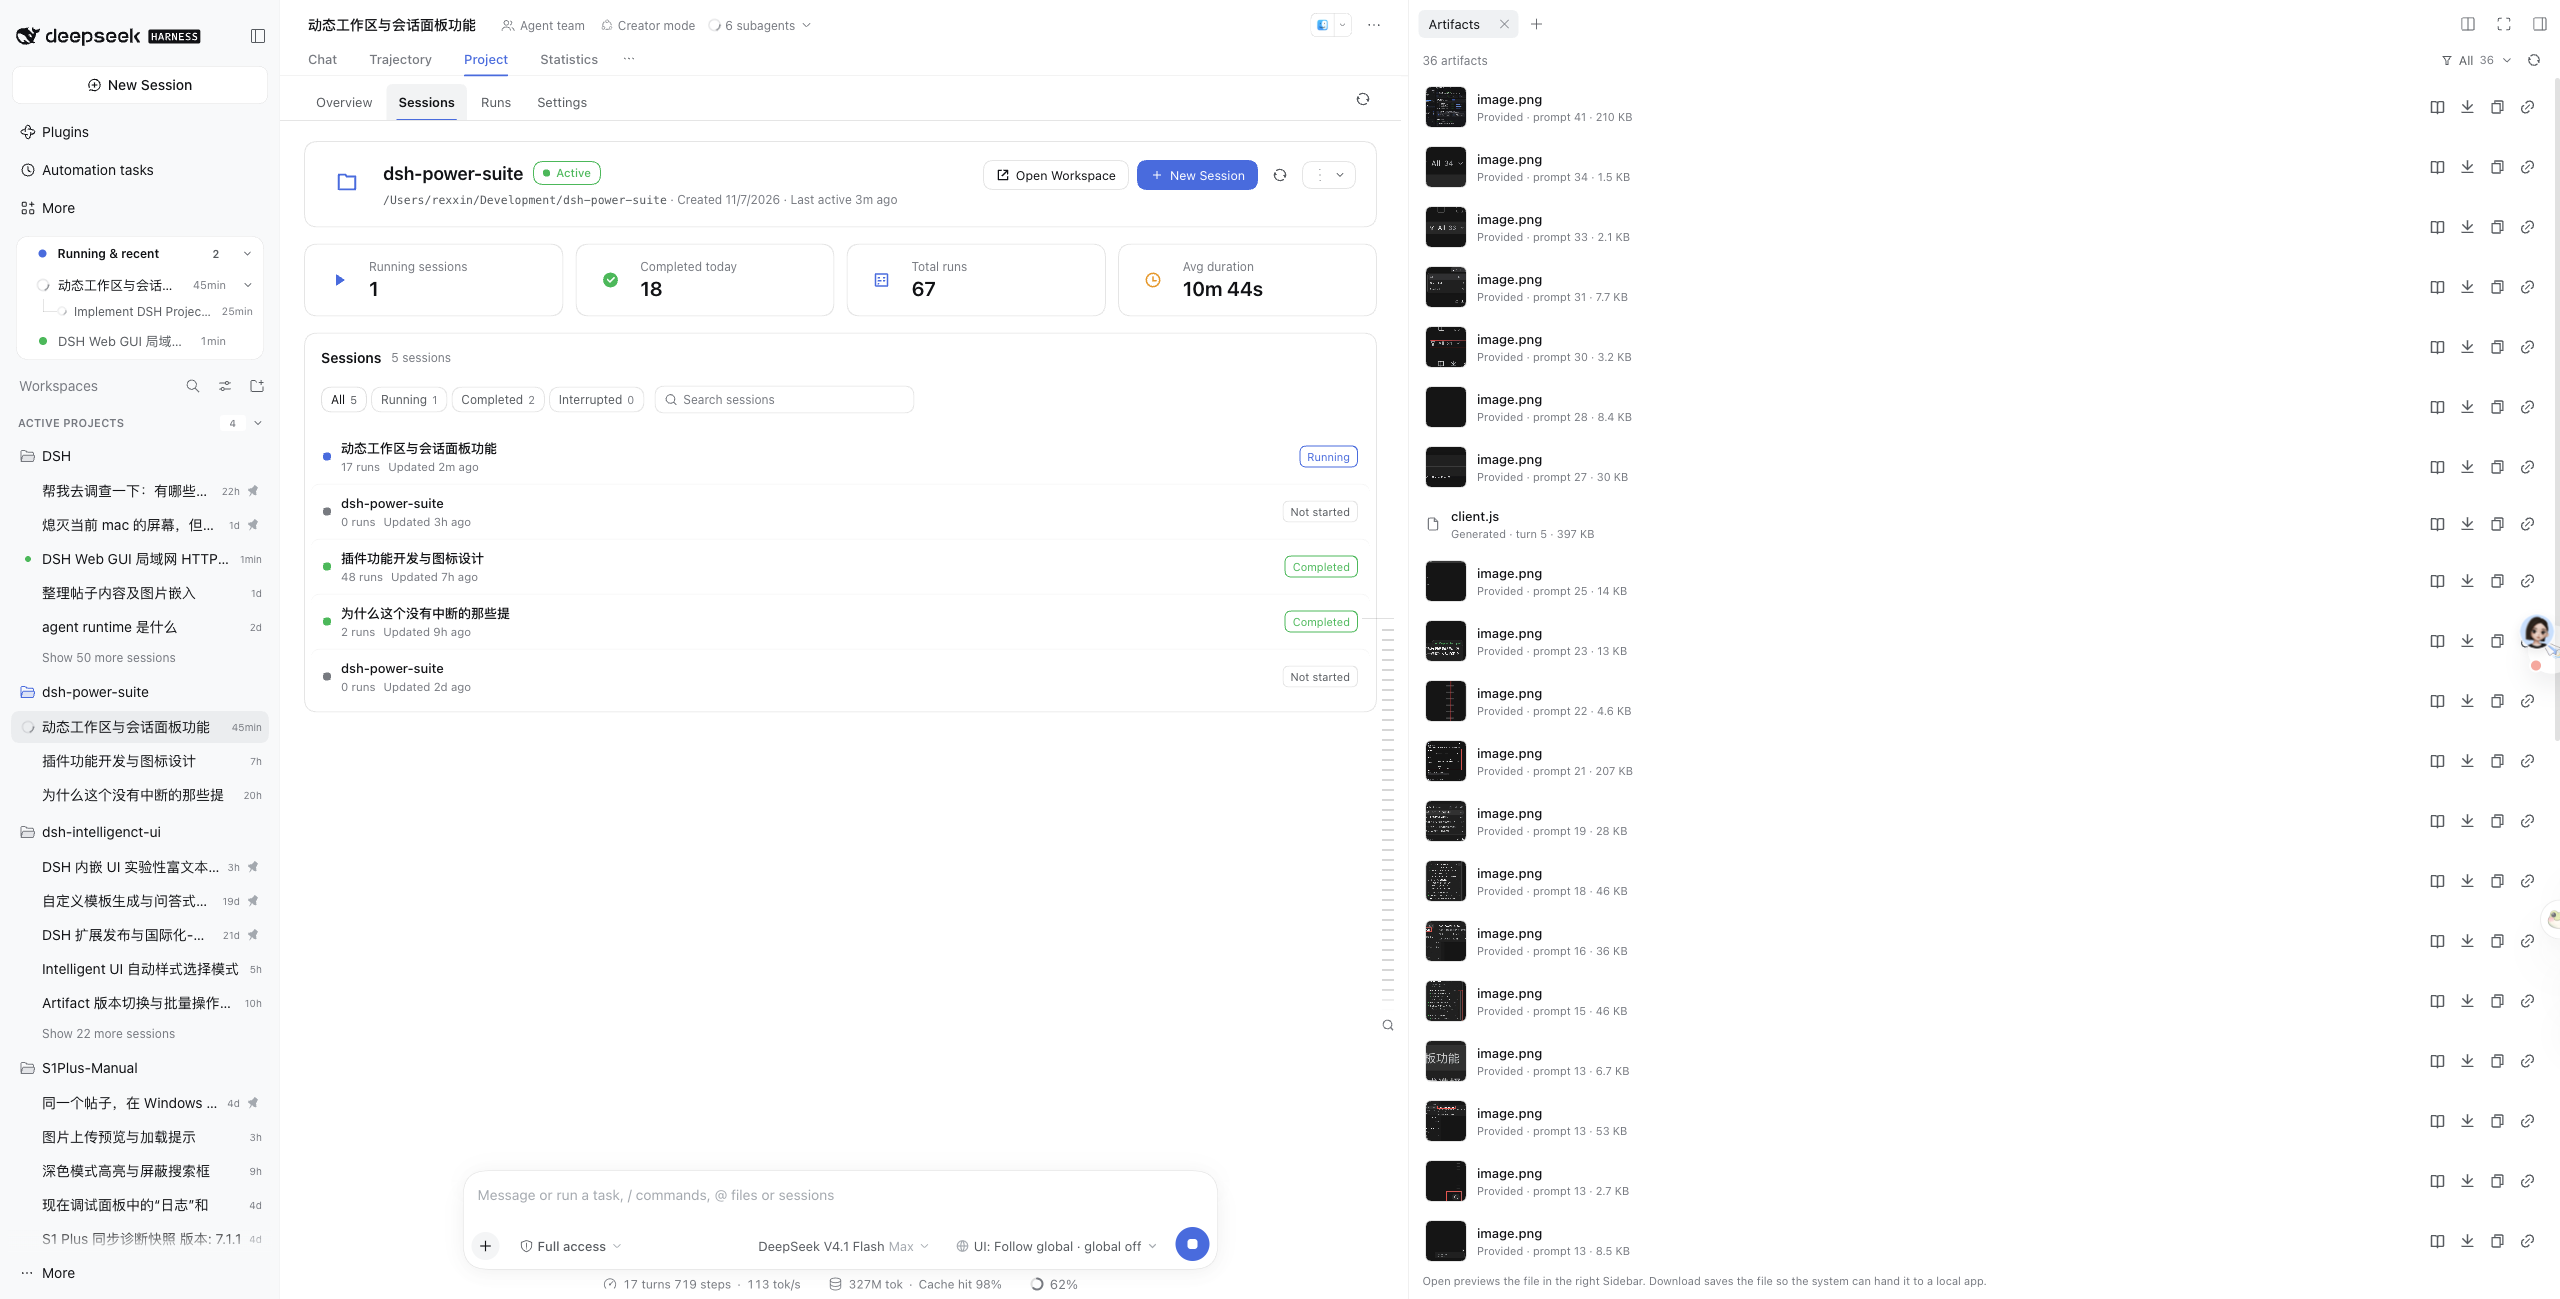 deepseek HARNESS
New Session
Plugins
Automation tasks
More
Running & recent 2
动态工作区与会话... 45min
Implement DSH Projec... 25min
DSH Web GUI 局域... 1min
Workspaces
ACTIVE PROJECTS 4
DSH
帮我去调查一下：有哪些... 22h
熄灭当前 mac 的屏幕，但... 1d
DSH Web GUI 局域网 HTTP... 1min
整理帖子内容及图片嵌入 1d
agent runtime 是什么 2d
Show 50 more sessions
dsh-power-suite
动态工作区与会话面板功能 45min
插件功能开发与图标设计 7h
为什么这个没有中断的那些提 20h
dsh-intelligenct-ui
DSH 内嵌 UI 实验性富文本... 3h
自定义模板生成与问答式... 19d
DSH 扩展发布与国际化-... 21d
Intelligent UI 自动样式选择模式 5h
Artifact 版本切换与批量操作... 10h
Show 22 more sessions
S1Plus-Manual
同一个帖子，在 Windows ... 4d
图片上传预览与加载提示 3h
深色模式高亮与屏蔽搜索框 9h
现在调试面板中的“日志”和 4d
S1 Plus 同步诊断快照 版本: 7.1.1 4d
More
动态工作区与会话面板功能 Agent team Creator mode 6 subagents
Chat Trajectory Project Statistics
Overview Sessions Runs Settings
dsh-power-suite Active
/Users/rexxin/Development/dsh-power-suite · Created 11/7/2026 · Last active 3m ago
Open Workspace
New Session
Running sessions
1
Completed today
18
Total runs
67
Avg duration
10m 44s
Sessions 5 sessions
All 5 Running 1 Completed 2 Interrupted 0 Search sessions
动态工作区与会话面板功能
17 runs Updated 2m ago
Running
dsh-power-suite
0 runs Updated 3h ago
Not started
插件功能开发与图标设计
48 runs Updated 7h ago
Completed
为什么这个没有中断的那些提
2 runs Updated 9h ago
Completed
dsh-power-suite
0 runs Updated 2d ago
Not started
Message or run a task, / commands, @ files or sessions
Full access DeepSeek V4.1 Flash Max UI: Follow global · global off
17 turns 719 steps · 113 tok/s 327M tok · Cache hit 98% 62%
Artifacts
36 artifacts All 36
image.png
Provided · prompt 41 · 210 KB
All 34
image.png
Provided · prompt 34 · 1.5 KB
All 33
image.png
Provided · prompt 33 · 2.1 KB
image.png
Provided · prompt 31 · 7.7 KB
image.png
Provided · prompt 30 · 3.2 KB
image.png
Provided · prompt 28 · 8.4 KB
image.png
Provided · prompt 27 · 30 KB
client.js
Generated · turn 5 · 397 KB
image.png
Provided · prompt 25 · 14 KB
image.png
Provided · prompt 23 · 13 KB
image.png
Provided · prompt 22 · 4.6 KB
image.png
Provided · prompt 21 · 207 KB
image.png
Provided · prompt 19 · 28 KB
image.png
Provided · prompt 18 · 46 KB
image.png
Provided · prompt 16 · 36 KB
image.png
Provided · prompt 15 · 46 KB
板功能
image.png
Provided · prompt 13 · 6.7 KB
image.png
Provided · prompt 13 · 53 KB
image.png
Provided · prompt 13 · 2.7 KB
image.png
Provided · prompt 13 · 8.5 KB
Open previews the file in the right Sidebar. Download saves the file so the system can hand it to a local app.